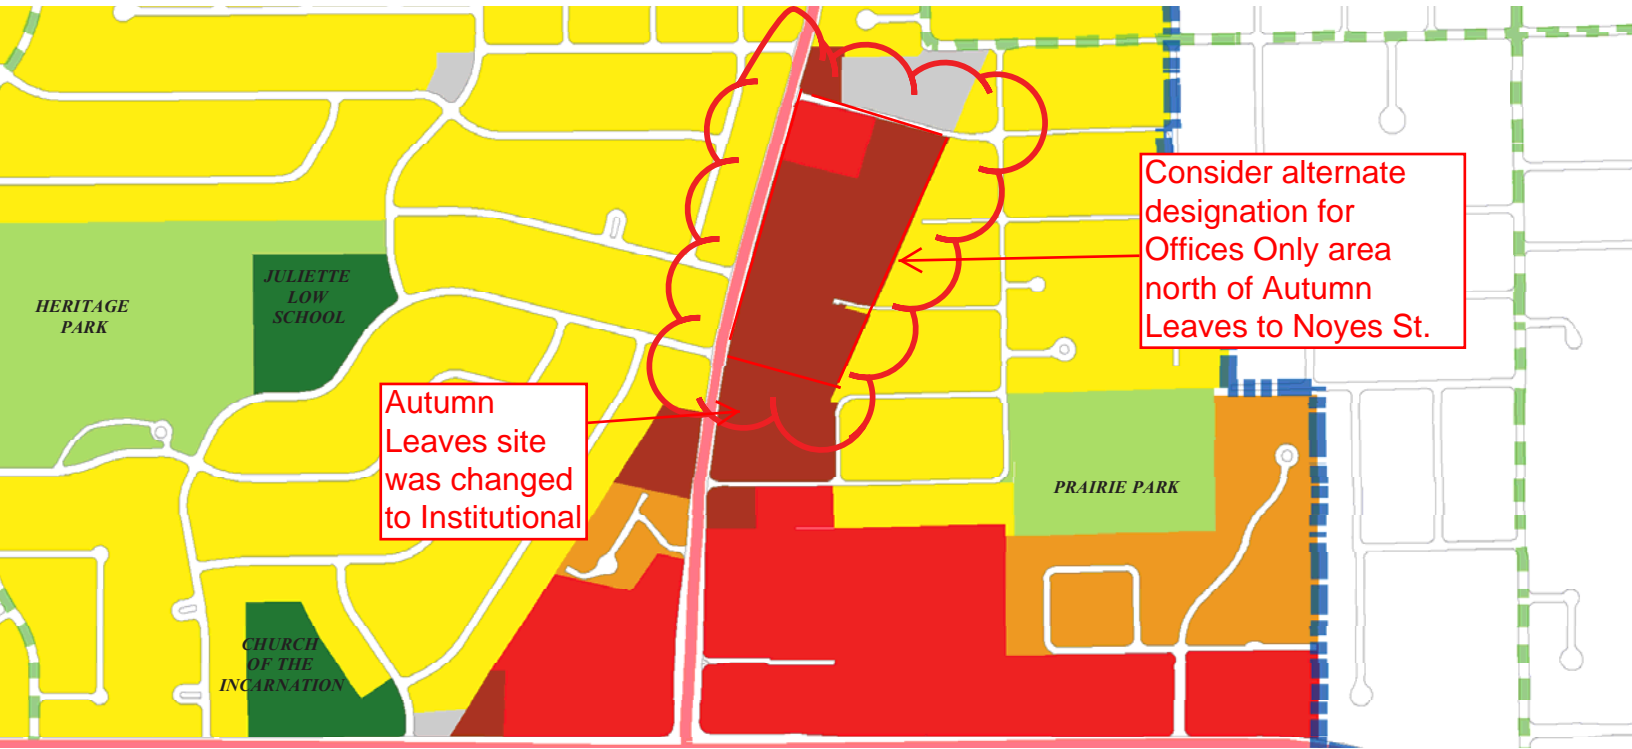 Consider alternate
designation for
Offices Only area
north of Autumn
Leaves to Noyes St.
JULIETTE
LOW
SCHOOL
HERITAGE
PARK
Autumn
Leaves site
was changed
to Institutional
PRAIRIE PARK
CHURCH
OF THE
INCARNATION